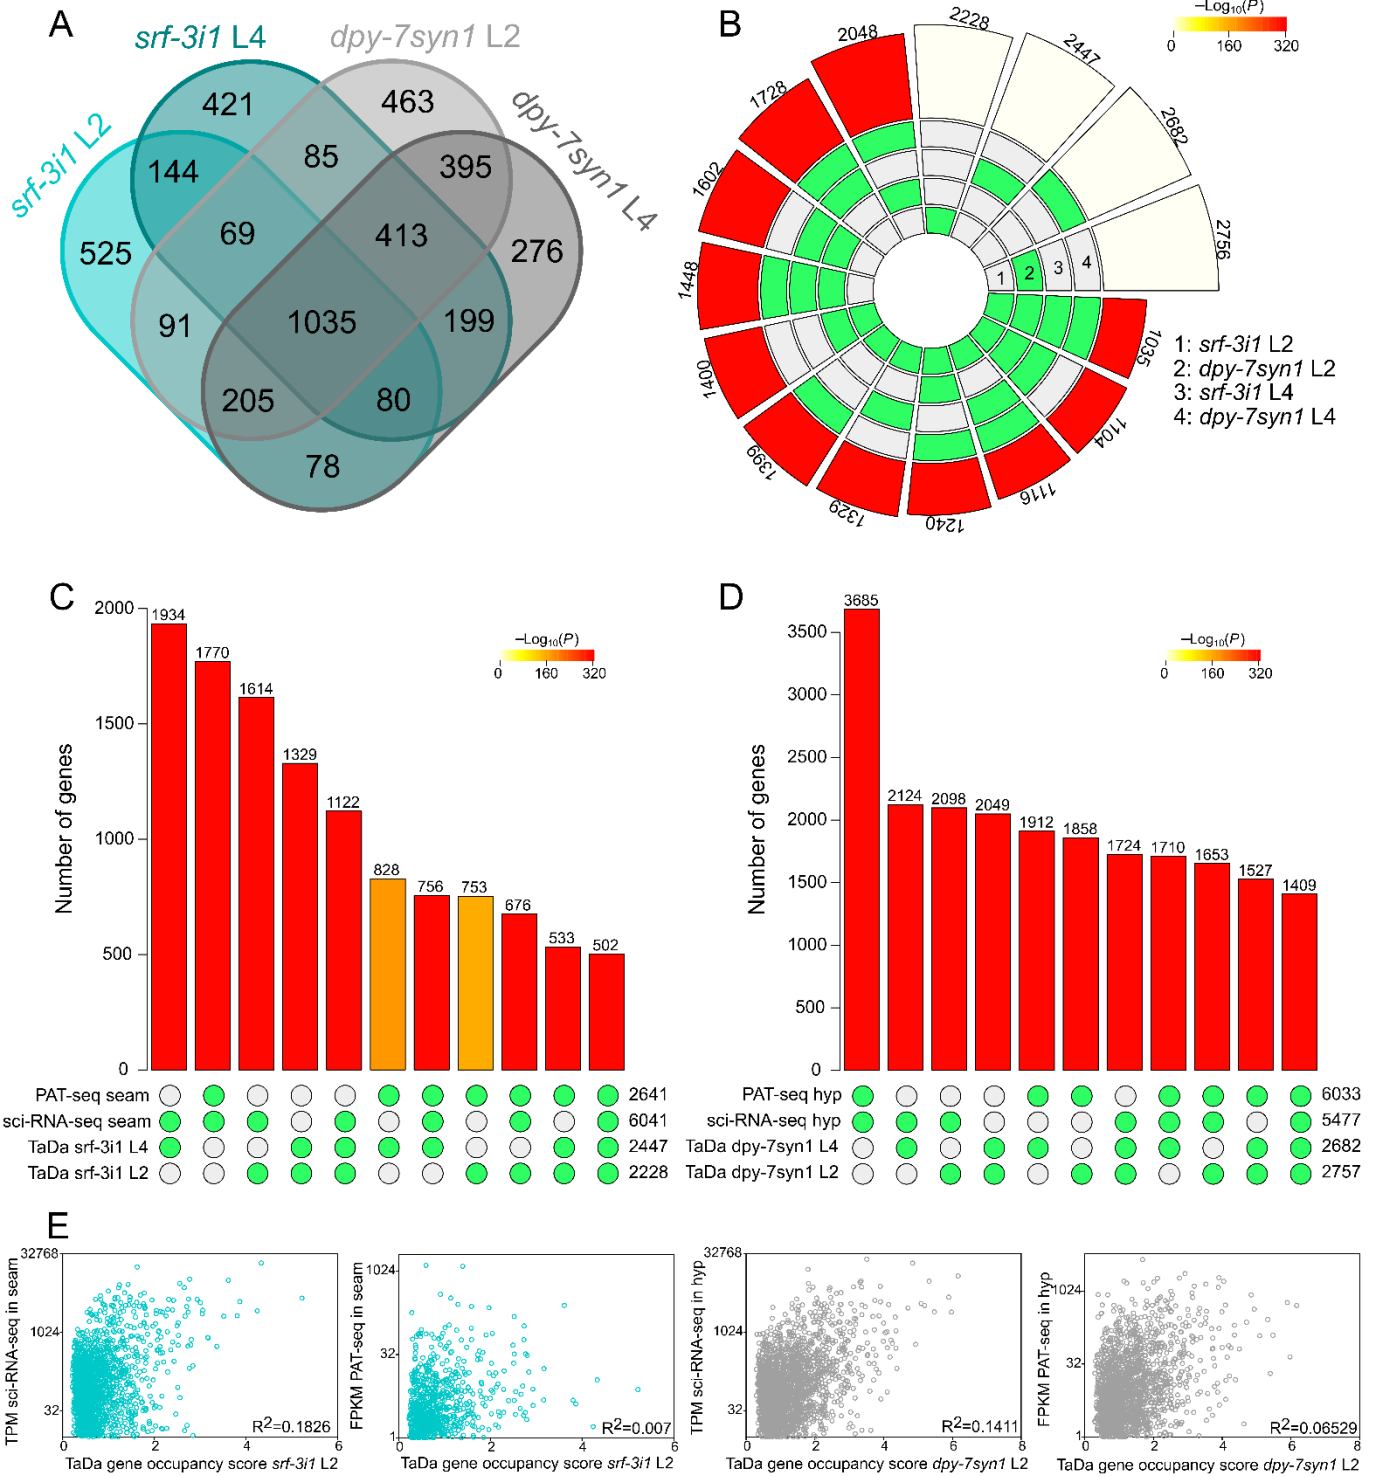 A
srf-3i1 L4
dpy-7syn1 L2
srf-3i1 L2
dpy-7syn1 L4
421
463
144
85
395
525
69
413
276
91
1035
199
205
80
78
B
–Log10(P)
0 160 320
2228
2447
2682
2756
1035
1104
1116
1240
1329
1399
1400
1448
1602
1728
2048
1 2 3 4
1: srf-3i1 L2
2: dpy-7syn1 L2
3: srf-3i1 L4
4: dpy-7syn1 L4
C
–Log10(P)
0 160 320
Number of genes
2000
1500
1000
500
0
1934
1770
1614
1329
1122
828
756
753
676
533
502
PAT-seq seam 2641
sci-RNA-seq seam 6041
TaDa srf-3i1 L4 2447
TaDa srf-3i1 L2 2228
D
–Log10(P)
0 160 320
Number of genes
3500
3000
2500
2000
1500
1000
500
0
3685
2124
2098
2049
1912
1858
1724
1710
1653
1527
1409
PAT-seq hyp 6033
sci-RNA-seq hyp 5477
TaDa dpy-7syn1 L4 2682
TaDa dpy-7syn1 L2 2757
E
TPM sci-RNA-seq in seam
32768
1024
32
R2=0.1826
0 2 4 6
TaDa gene occupancy score srf-3i1 L2
FPKM PAT-seq in seam
1024
32
1
R2=0.007
0 2 4 6
TaDa gene occupancy score srf-3i1 L2
TPM sci-RNA-seq in hyp
32768
1024
32
R2=0.1411
0 2 4 6 8
TaDa gene occupancy score dpy-7syn1 L2
FPKM PAT-seq in hyp
1024
32
1
R2=0.06529
0 2 4 6 8
TaDa gene occupancy score dpy-7syn1 L2